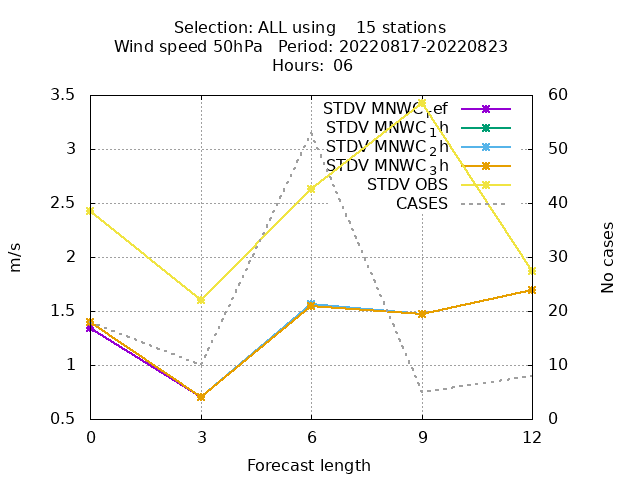 Selection: ALL using    15 stations
Wind speed 50hPa   Period: 20220817-20220823
Hours:  06
3.5
3
2.5
2
1.5
1
0.5
60
50
40
30
20
10
0
m/s
No cases
STDV MNWC_ref
STDV MNWC_1h
STDV MNWC_2h
STDV MNWC_3h
STDV OBS
CASES
0
3
6
9
12
Forecast length